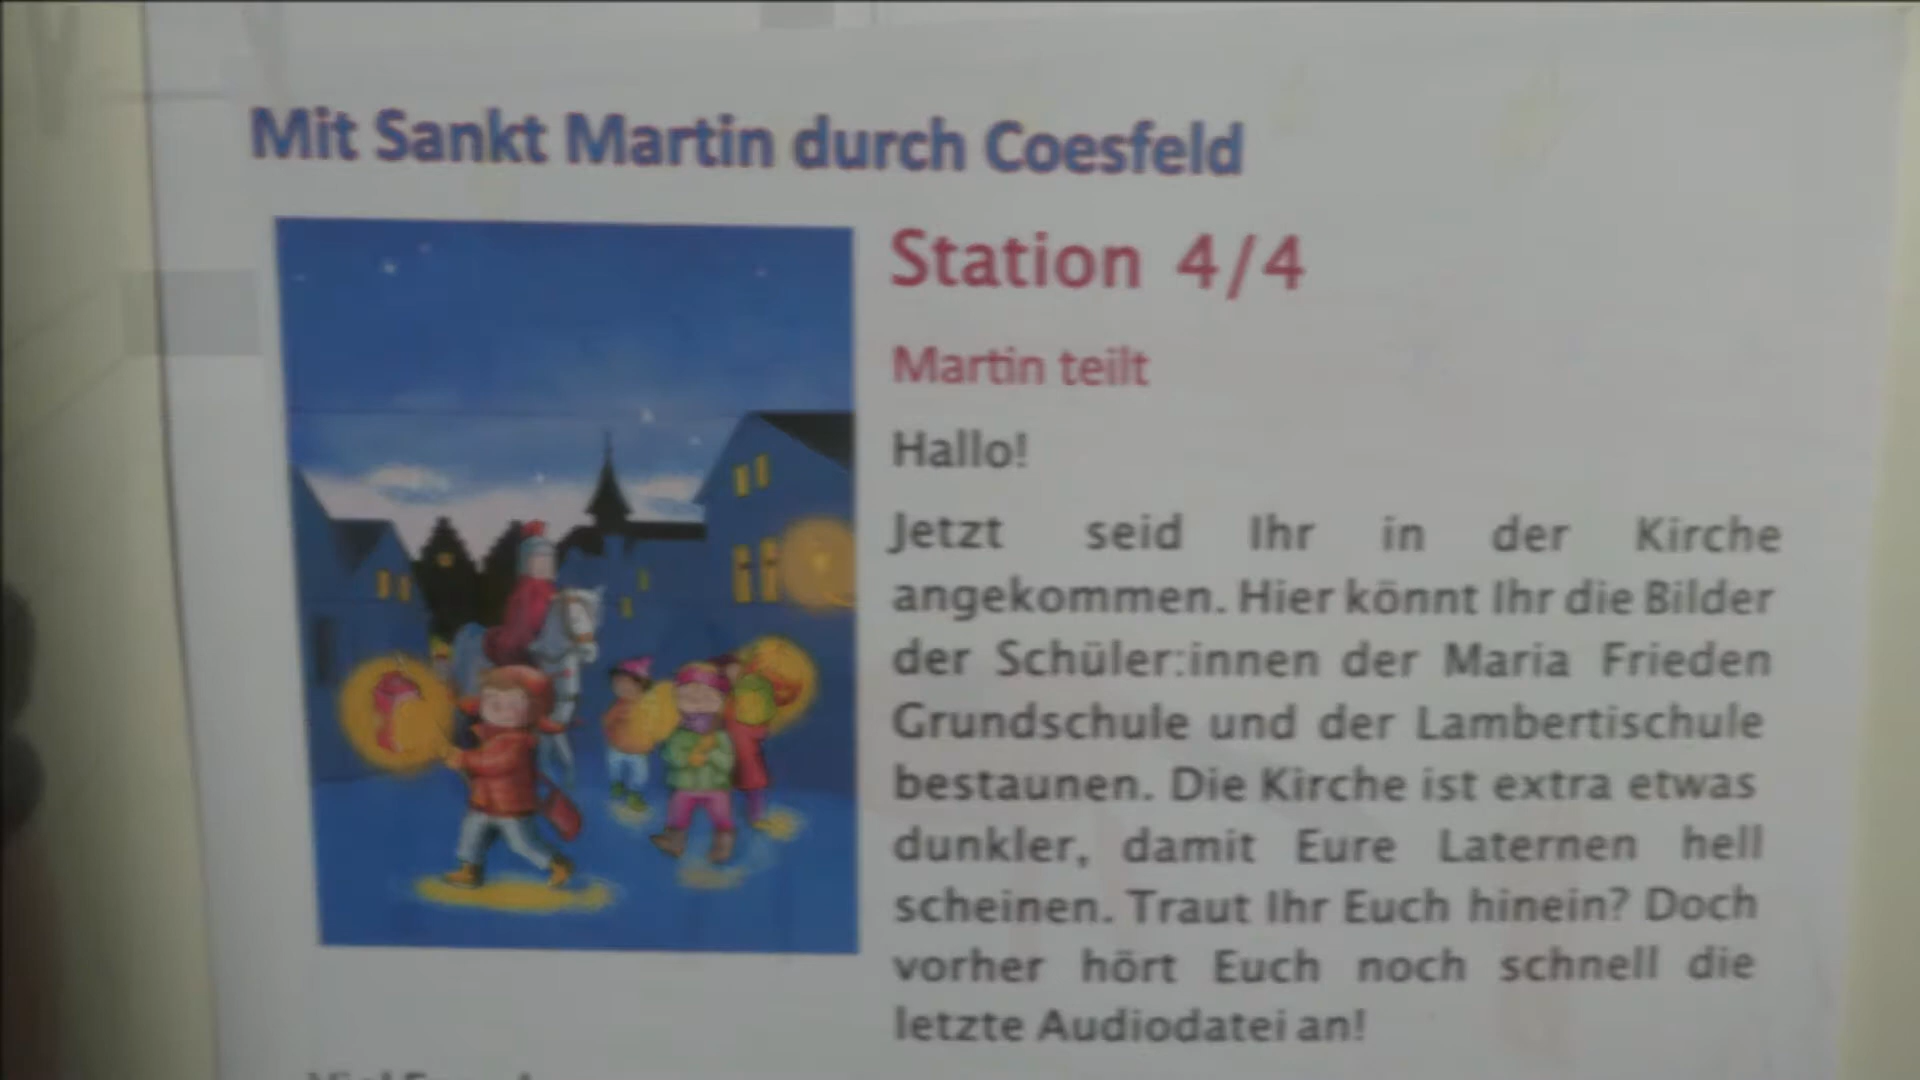 Mit Sankt Martin durch Coesfeld
Station 4/4
Martin teilt
Hallo!
Jetzt seid Ihr in der Kirche
angekommen. Hier könnt Ihr die Bilder
der Schüler:innen der Maria Frieden
Grundschule und der Lambertischule
bestaunen. Die Kirche ist extra etwas
dunkler, damit Eure Laternen hell
scheinen. Traut Ihr Euch hinein? Doch
vorher hört Euch noch schnell die
letzte Audiodatei an!